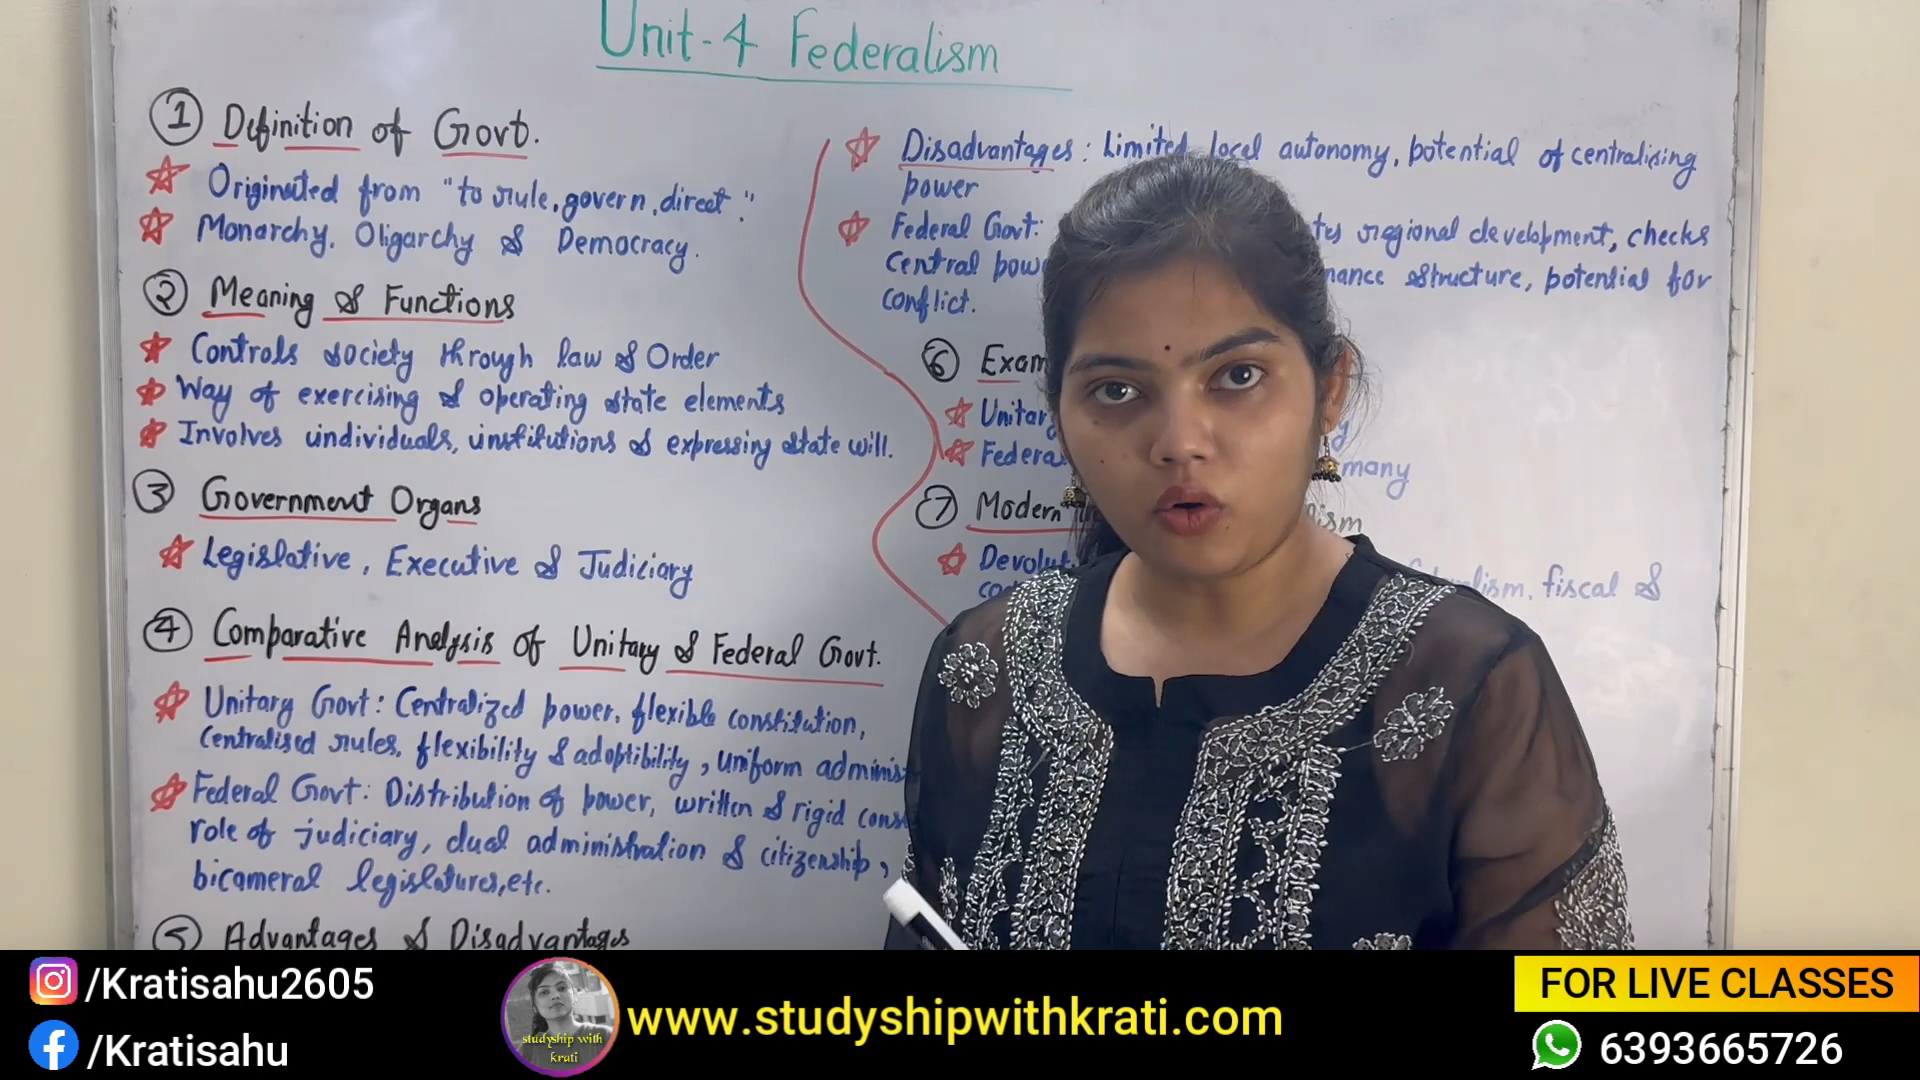 Unit-4 Federalism
1 Definition of Govt.
Originated from "to rule, govern, direct."
Monarchy, Oligarchy & Democracy.
2 Meaning & Functions
Controls society through law & Order
Way of exercising & operating state elements
Involves individuals, institutions & expressing state will.
3 Government Organs
Legislative, Executive & Judiciary
4 Comparative Analysis of Unitary & Federal Govt.
Unitary Govt: Centralized power, flexible constitution,
centralised rules, flexibility & adoptibility, uniform
Federal Govt: Distribution of power, written & rigid
role of judiciary, dual administration & citizenship,
bicameral legislatures, etc.
5 Advantages & Disadvantages
Disadvantages: Limited local autonomy, potential of centralising
power
Federal Govt: regional development, checks
central structure, potential for
conflict.
6
7 Modern
fiscal &
/Kratisahu2605
/Kratisahu
studyship with
krati
www.studyshipwithkrati.com
FOR LIVE CLASSES
6393665726